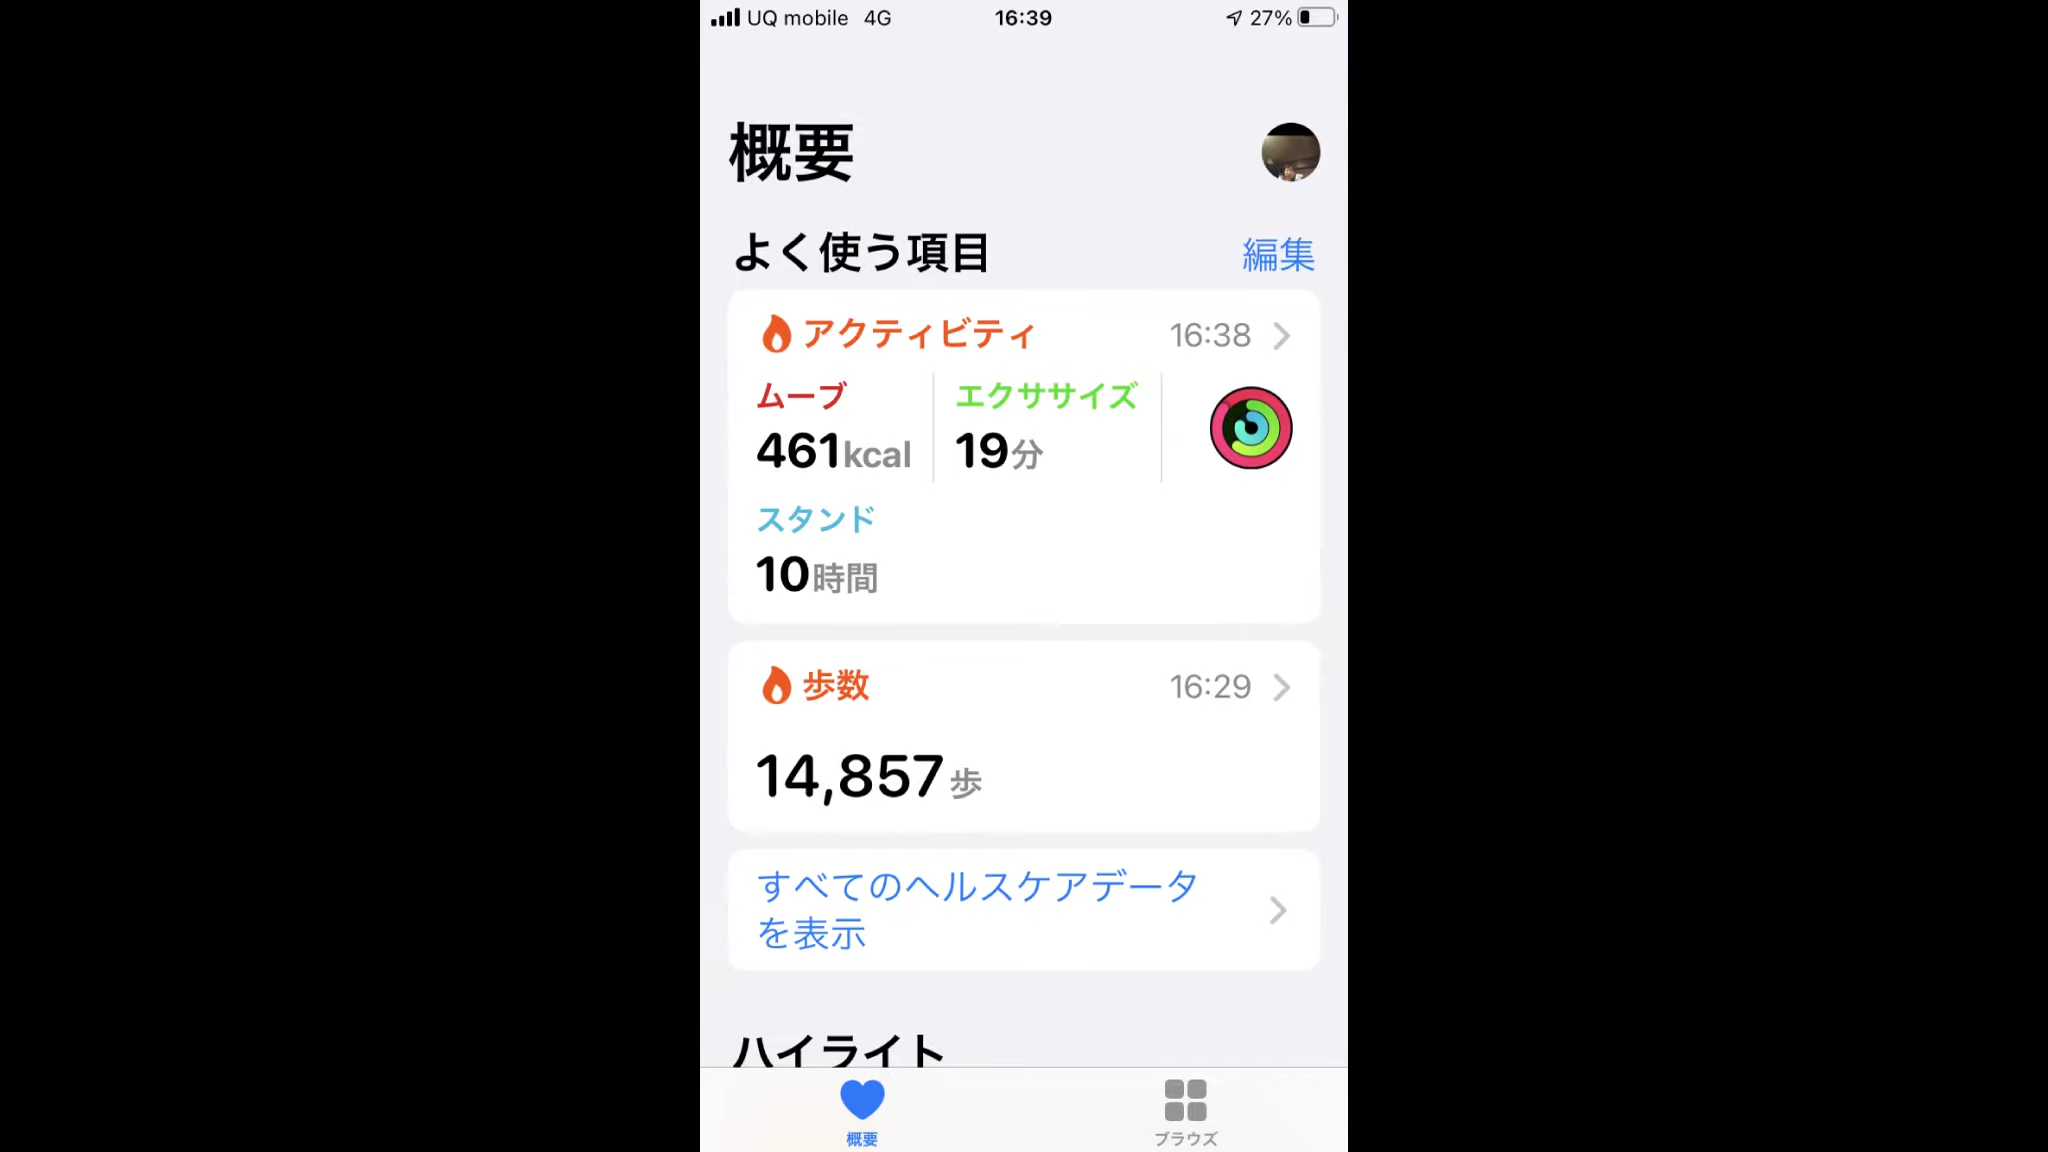 UQ mobile 4G 16:39 27%
概要
よく使う項目 編集
アクティビティ 16:38
ムーブ エクササイズ
461kcal 19分
スタンド
10時間
歩数 16:29
14,857歩
すべてのヘルスケアデータ
を表示
ハイライト
概要 ブラウズ